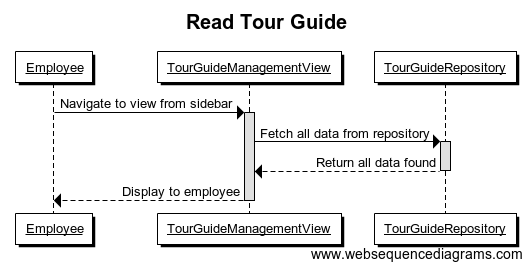 Read Tour Guide
Employee
TourGuideManagementView
TourGuideRepository
Navigate to view from sidebar
Fetch all data from repository
Return all data found
Display to employee
Employee
TourGuideManagementView
TourGuideRepository
www.websequencediagrams.com